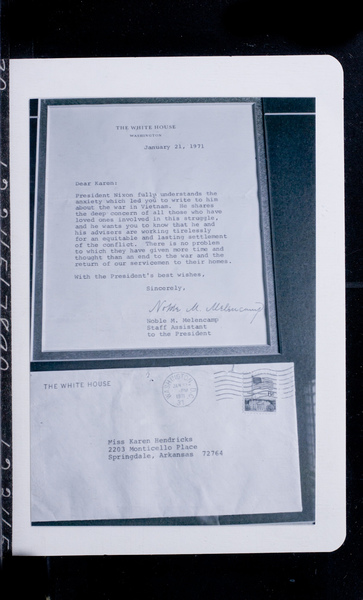 THE WHITE HOUSE
WASHINGTON
January 21, 1971
Dear Karen:
President Nixon fully understands the
anxiety which led you to write to him
about the war in Vietnam. He shares
the deep concern of all those who have
loved ones involved in this struggle,
and he wants you to know that he and
his advisors are working tirelessly
for an equitable and lasting settlement
of the conflict. There is no problem
to which they have given more time and
thought than an end to the war and the
return of our servicemen to their homes.
With the President's best wishes,
Sincerely,
Noble M. Melencamp
Noble M. Melencamp
Staff Assistant
to the President
THE WHITE HOUSE
Miss Karen Hendricks
2203 Monticello Place
Springdale, Arkansas 72764